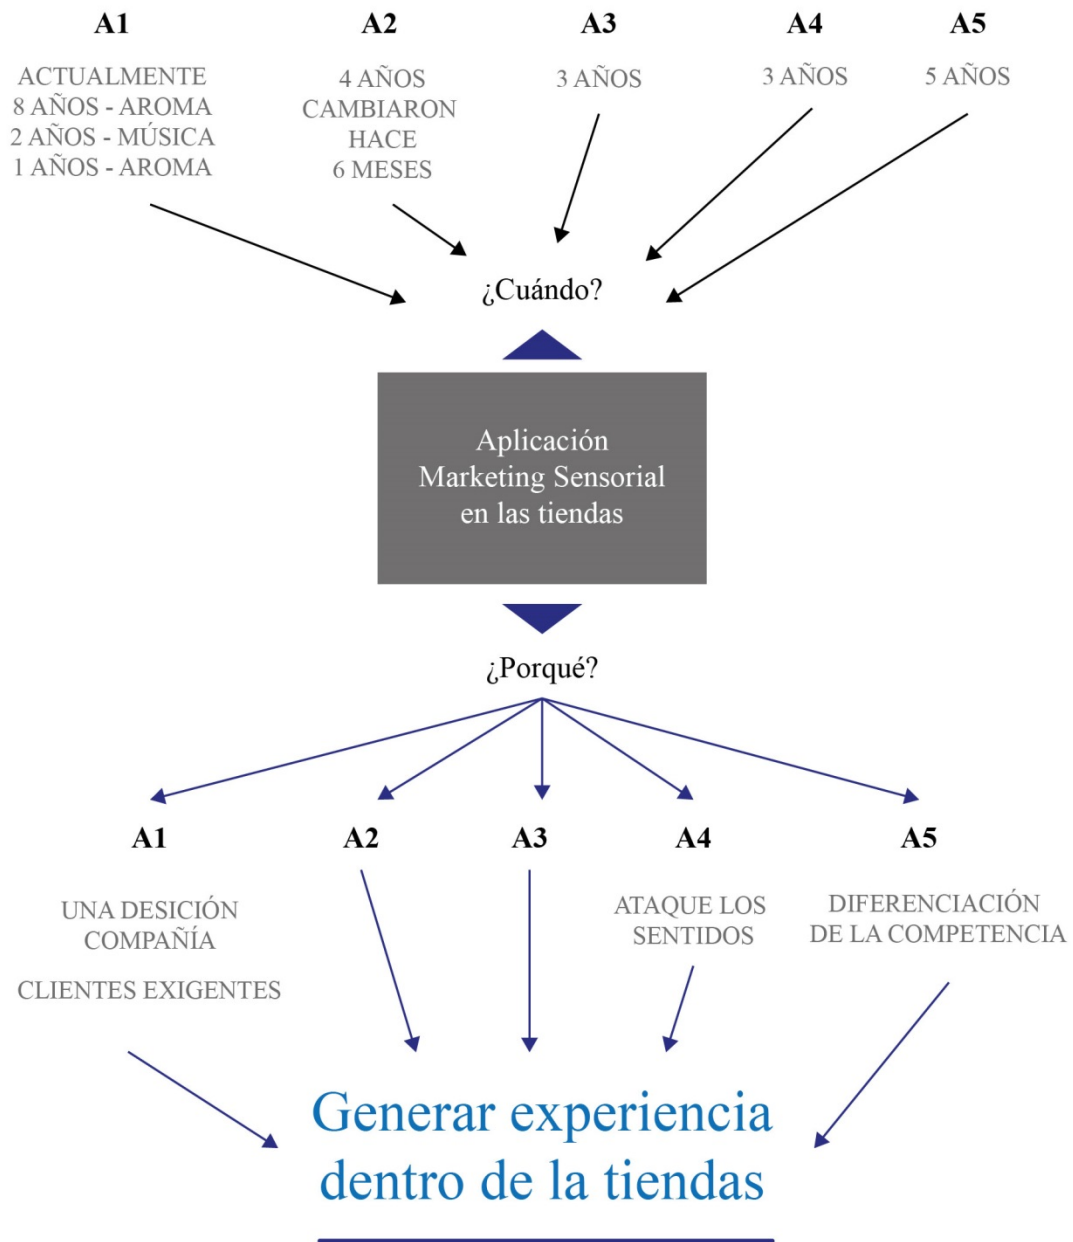 A1
ACTUALMENTE
8 AÑOS - AROMA
2 AÑOS - MÚSICA
1 AÑOS - AROMA
A2
4 AÑOS
CAMBIARON
HACE
6 MESES
A3
3 AÑOS
A4
3 AÑOS
A5
5 AÑOS
¿Cuándo?
Aplicación
Marketing Sensorial
en las tiendas
¿Porqué?
A1
UNA DESICIÓN
COMPAÑÍA
CLIENTES EXIGENTES
A2
A3
A4
ATAQUE LOS
SENTIDOS
A5
DIFERENCIACIÓN
DE LA COMPETENCIA
Generar experiencia
dentro de la tiendas